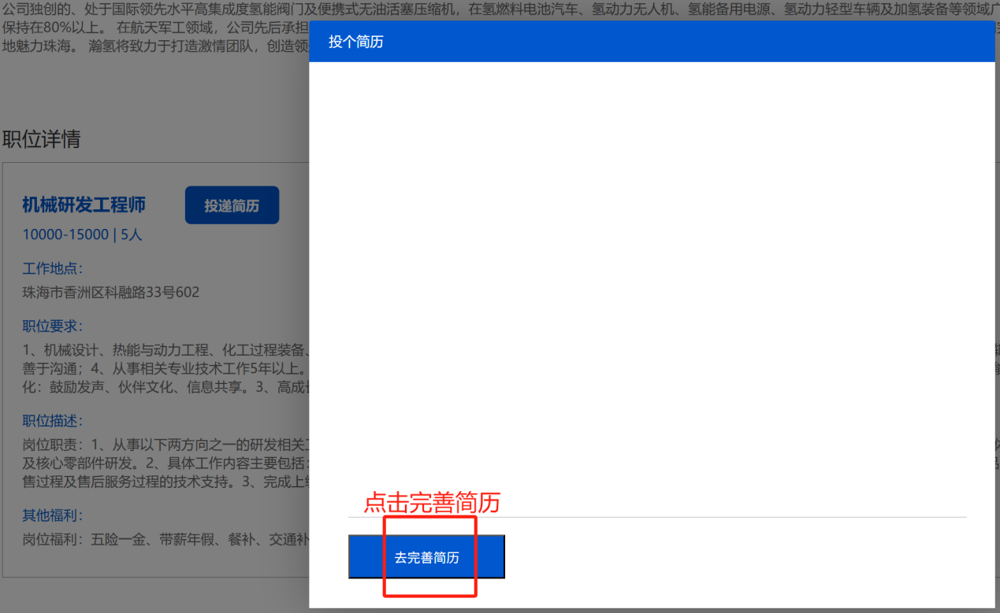 公司独创的、处于国际领先水平高集成度氢能阀门及便携式无油活塞压缩机，在氢燃料电池汽车、氢动力无人机、氢能备用电源、氢动力轻型车辆及加氢装备等领域广
保持在80%以上。 在航天军工领域，公司先后承担
地魅力珠海。 瀚氢将致力于打造激情团队，创造领
投个简历
职位详情
机械研发工程师
投递简历
10000-15000 | 5人
工作地点：
珠海市香洲区科融路33号602
职位要求：
1、机械设计、热能与动力工程、化工过程装备、
善于沟通；4、从事相关专业技术工作5年以上。
化：鼓励发声、伙伴文化、信息共享。3、高成长
职位描述：
岗位职责：1、从事以下两方向之一的研发相关工
及核心零部件研发。2、具体工作内容主要包括：
售过程及售后服务过程的技术支持。3、完成上级
其他福利：
岗位福利：五险一金、带薪年假、餐补、交通补
点击完善简历
去完善简历